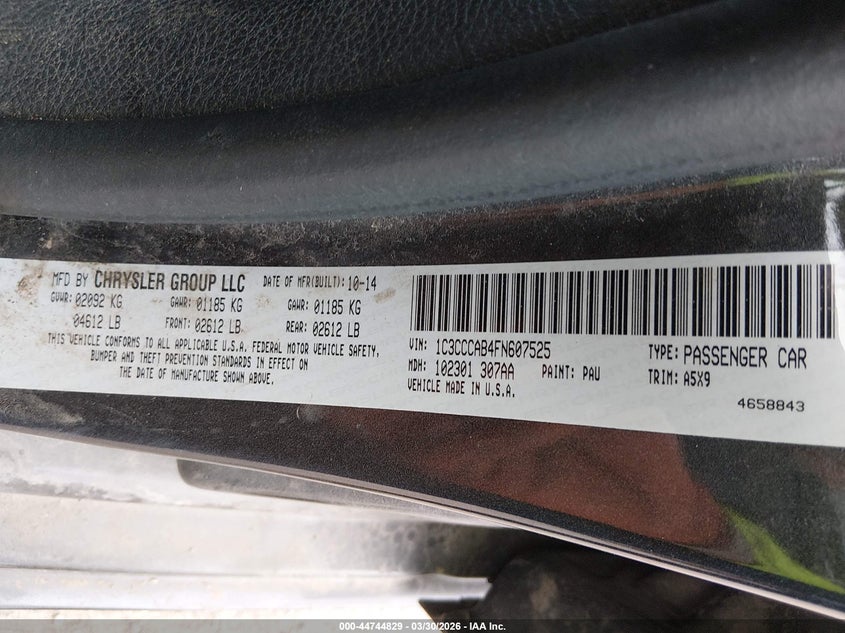 MFD BY CHRYSLER GROUP LLC DATE OF MFR(BUILT): 10-14
GVWR: 02092 KG GAWR: 01185 KG GAWR: 01185 KG
04612 LB FRONT: 02612 LB REAR: 02612 LB
THIS VEHICLE CONFORMS TO ALL APPLICABLE U.S.A. FEDERAL MOTOR VEHICLE SAFETY,
BUMPER AND THEFT PREVENTION STANDARDS IN EFFECT ON
THE DATE OF MANUFACTURE SHOWN ABOVE.
VIN: 1C3CCCAB4FN607525 TYPE: PASSENGER CAR
MDH: 102301 307AA PAINT: PAU TRIM: A5X9
VEHICLE MADE IN U.S.A.
4658843
000-44744829 - 03/30/2026 - IAA Inc.